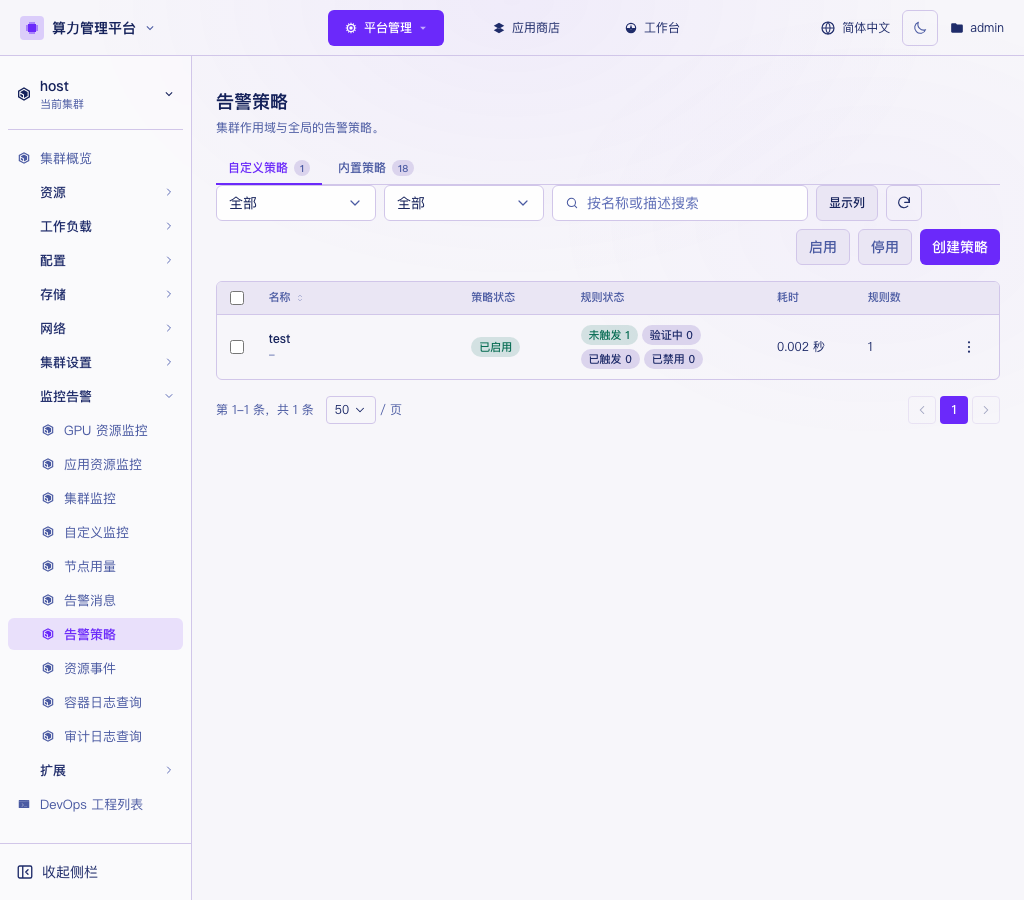 算力管理平台
平台管理
应用商店
工作台
简体中文
admin
host
当前集群
集群概览
资源
工作负载
配置
存储
网络
集群设置
监控告警
GPU 资源监控
应用资源监控
集群监控
自定义监控
节点用量
告警消息
告警策略
资源事件
容器日志查询
审计日志查询
扩展
DevOps 工程列表
收起侧栏
告警策略
集群作用域与全局的告警策略。
自定义策略 1
内置策略 18
全部
全部
按名称或描述搜索
显示列
启用
停用
创建策略
名称 策略状态 规则状态 耗时 规则数
test
–
已启用
未触发 1 验证中 0
已触发 0 已禁用 0
0.002 秒
1
第 1–1 条，共 1 条 50 / 页
1